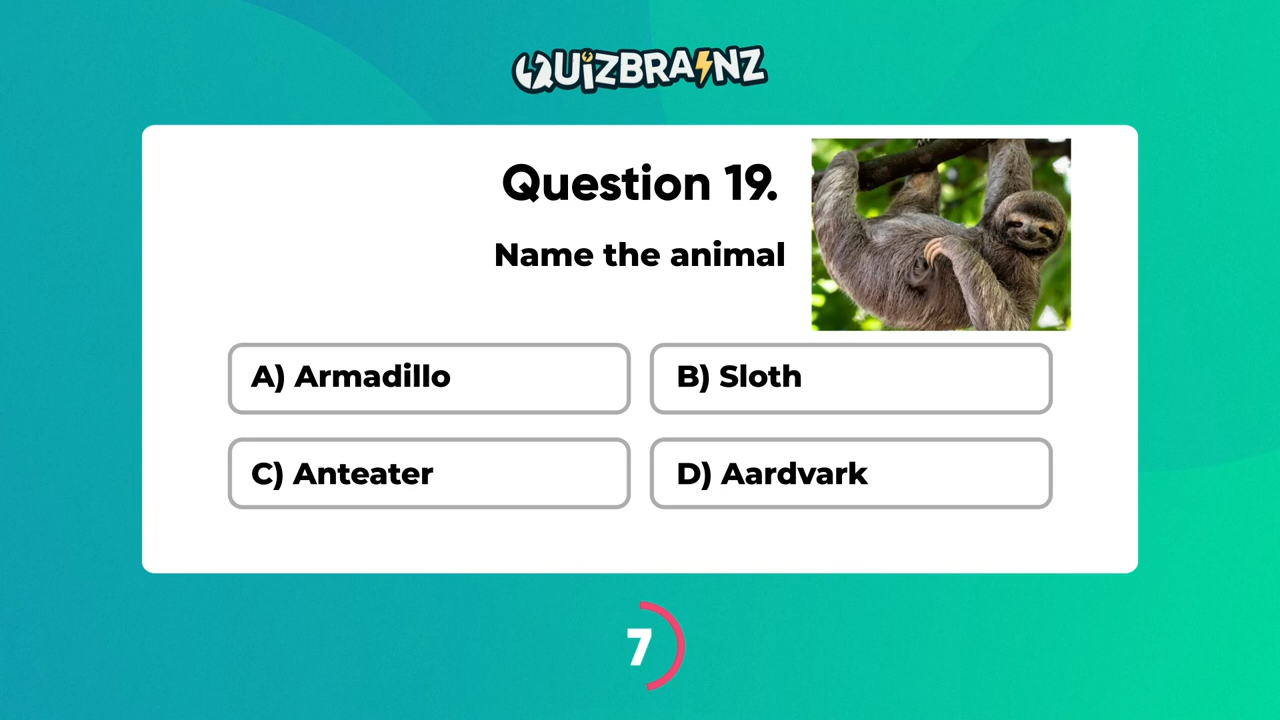 QUIZBRAINZ
Question 19.
Name the animal
A) Armadillo
B) Sloth
C) Anteater
D) Aardvark
7